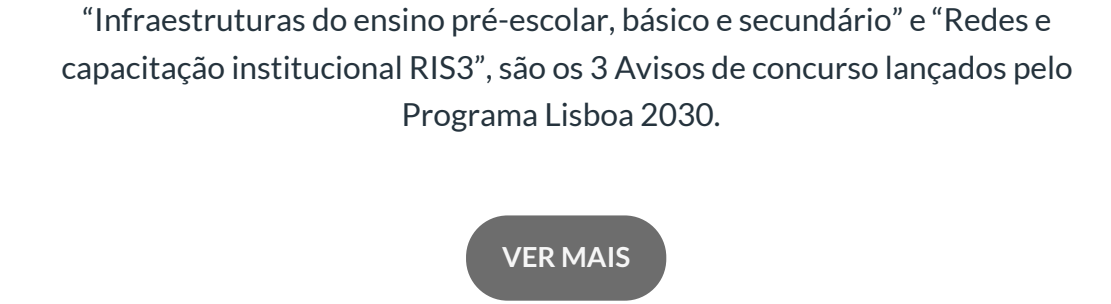 “Infraestruturas do ensino pré-escolar, básico e secundário” e “Redes e
capacitação institucional RIS3”, são os 3 Avisos de concurso lançados pelo
Programa Lisboa 2030.
VER MAIS